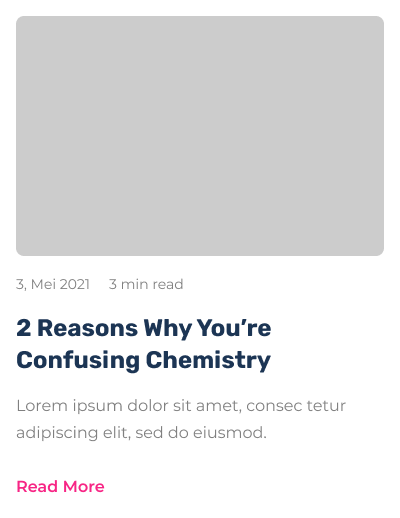 3, Mei 2021 3 min read
2 Reasons Why You’re
Confusing Chemistry
Lorem ipsum dolor sit amet, consec tetur
adipiscing elit, sed do eiusmod.
Read More